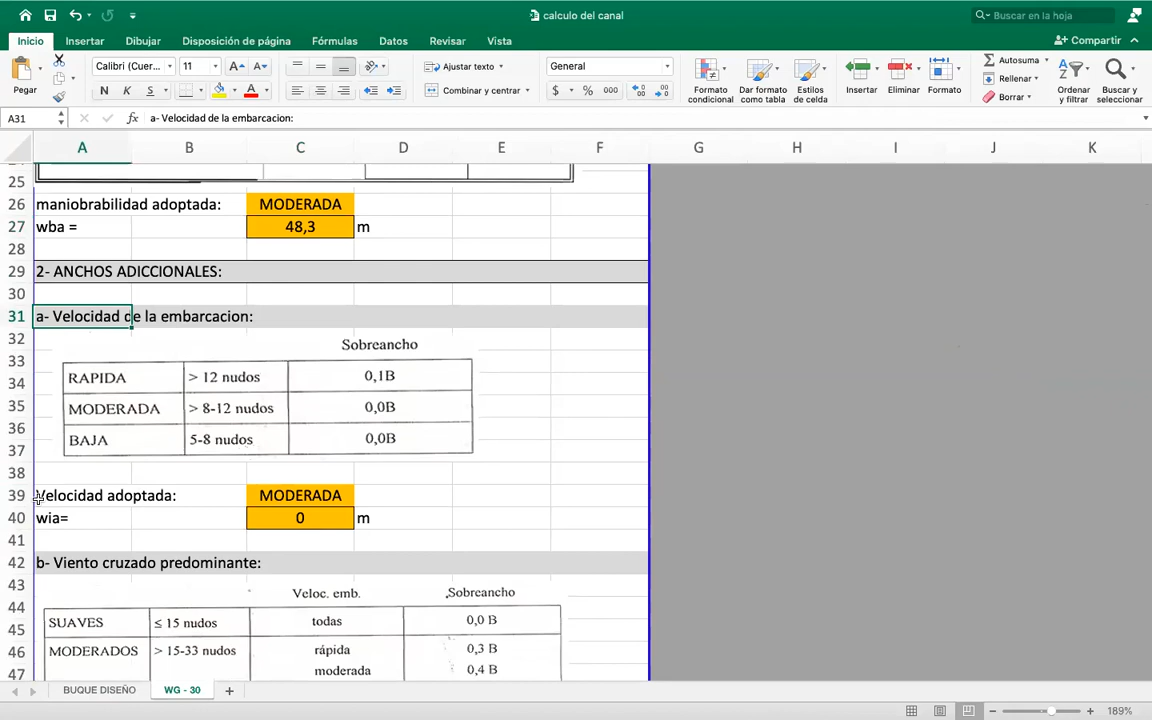 calculo del canal
Buscar en la hoja
Inicio Insertar Dibujar Disposición de página Fórmulas Datos Revisar Vista
Compartir
Pegar
Calibri (Cuer... 11
N K S
Ajustar texto
Combinar y centrar
General
$ % 000
Formato condicional
Dar formato como tabla
Estilos de celda
Insertar
Eliminar
Formato
Autosuma
Rellenar
Borrar
Ordenar y filtrar
Buscar y seleccionar
A31 fx a- Velocidad de la embarcacion:
A B C D E F G H I J K
25
26 maniobrabilidad adoptada: MODERADA
27 wba = 48,3 m
28
29 2- ANCHOS ADICCIONALES:
30
31 a- Velocidad de la embarcacion:
32 Sobreancho
33
RAPIDA > 12 nudos 0,1B
34
35 MODERADA > 8-12 nudos 0,0B
36
BAJA 5-8 nudos 0,0B
37
38
39 Velocidad adoptada: MODERADA
40 wia= 0 m
41
42 b- Viento cruzado predominante:
43 Veloc. emb. Sobreancho
44
45 SUAVES ≤ 15 nudos todas 0,0 B
46 MODERADOS > 15-33 nudos rápida 0,3 B
47 moderada 0,4 B
BUQUE DISEÑO WG - 30 +
189%